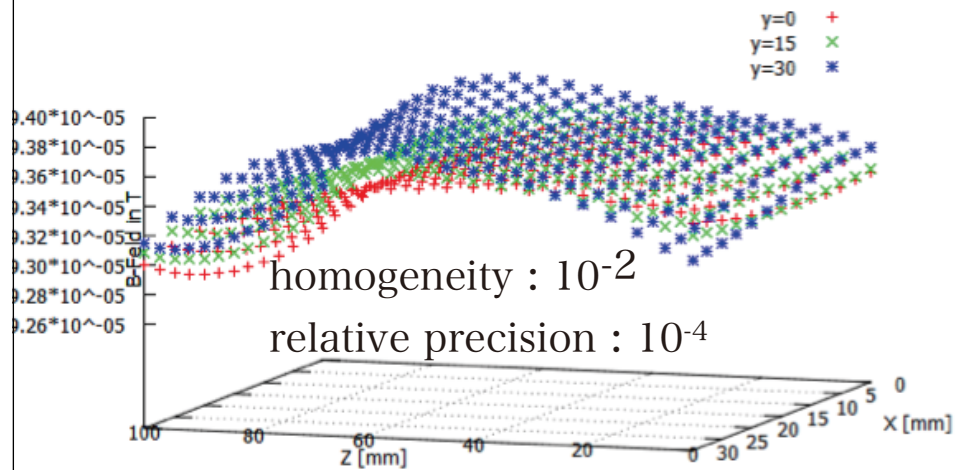 y=0
y=15
y=30
9.40*10^-05
9.38*10^-05
9.36*10^-05
9.34*10^-05
9.32*10^-05
9.30*10^-05
9.28*10^-05
9.26*10^-05
B-Feld in T
homogeneity : 10⁻²
relative precision : 10⁻⁴
100
80
60
40
20
0
Z [mm]
30
25
20
15
10
5
0
X [mm]